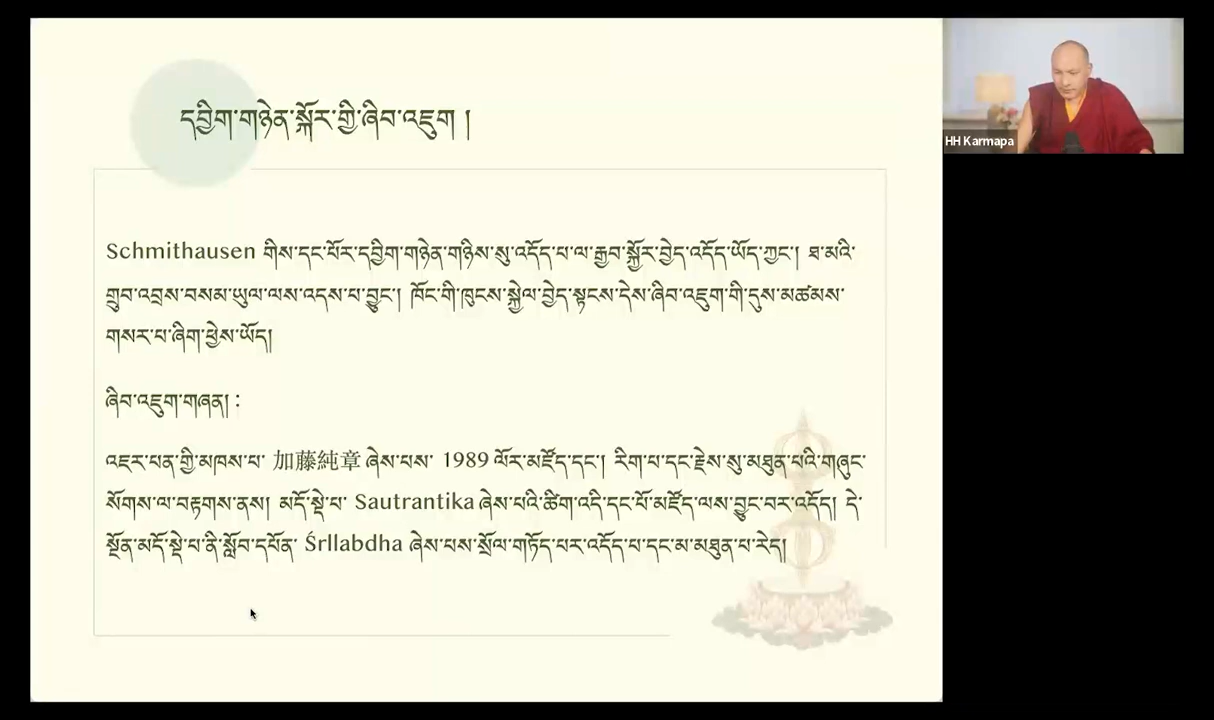 དབྱིག་གཉེན་སྐོར་གྱི་ཞིབ་འཇུག །
HH Karmapa
Schmithausen གིས་དང་པོར་དབྱིག་གཉེན་གཉིས་སུ་འདོད་པ་ལ་རྒྱབ་སྐྱོར་བྱེད་འདོད་ཡོད་ཀྱང་། ཐ་མའི་
གྲུབ་འབྲས་བསམ་ཡུལ་ལས་འདས་པ་བྱུང་། ཁོང་གི་ཁུངས་སྐྱེལ་བྱེད་སྟངས་དེས་ཞིབ་འཇུག་གི་དུས་མཚམས་
གསར་པ་ཞིག་ཕྱེས་ཡོད།
ཞིབ་འཇུག་གཞན། :
འཇར་པན་གྱི་མཁས་པ་ 加藤純章 ཞེས་པས་ 1989 ལོར་མཛོད་དང་། རིག་པ་དང་རྗེས་སུ་མཐུན་པའི་གཞུང་
སོགས་ལ་བརྟགས་ནས། མདོ་སྡེ་པ་ Sautrantika ཞེས་པའི་ཚིག་འདི་དང་པོ་མཛོད་ལས་བྱུང་བར་འདོད། དེ་
སྔོན་མདོ་སྡེ་པ་ནི་སློབ་དཔོན་ Śrllabdha ཞེས་པས་སྲོལ་གཏོད་པར་འདོད་པ་དང་མ་མཐུན་པ་རེད།